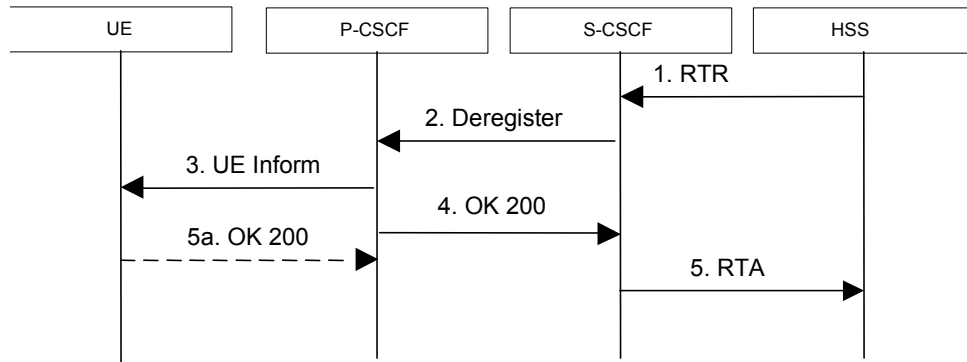 UE
P-CSCF
S-CSCF
HSS
1. RTR
2. Deregister
3. UE Inform
4. OK 200
5a. OK 200
5. RTA